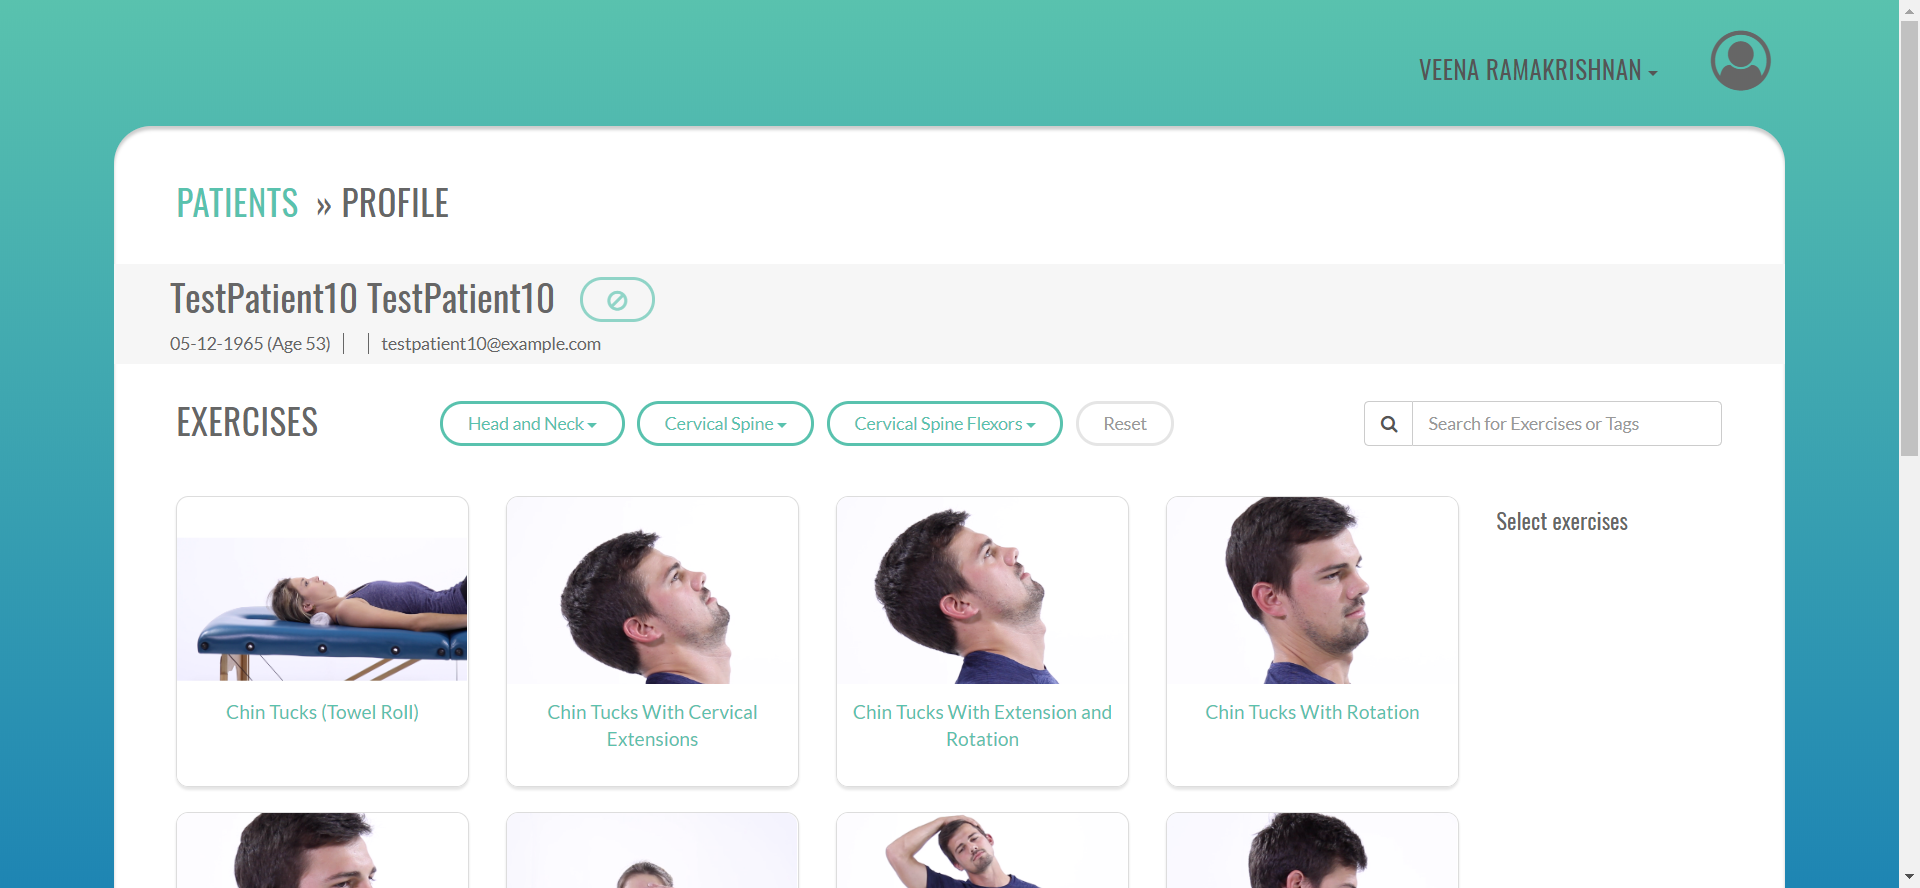 VEENA RAMAKRISHNAN
PATIENTS » PROFILE
TestPatient10 TestPatient10
05-12-1965 (Age 53) | | testpatient10@example.com
EXERCISES
Head and Neck
Cervical Spine
Cervical Spine Flexors
Reset
Search for Exercises or Tags
Chin Tucks (Towel Roll)
Chin Tucks With Cervical
Extensions
Chin Tucks With Extension and
Rotation
Chin Tucks With Rotation
Select exercises